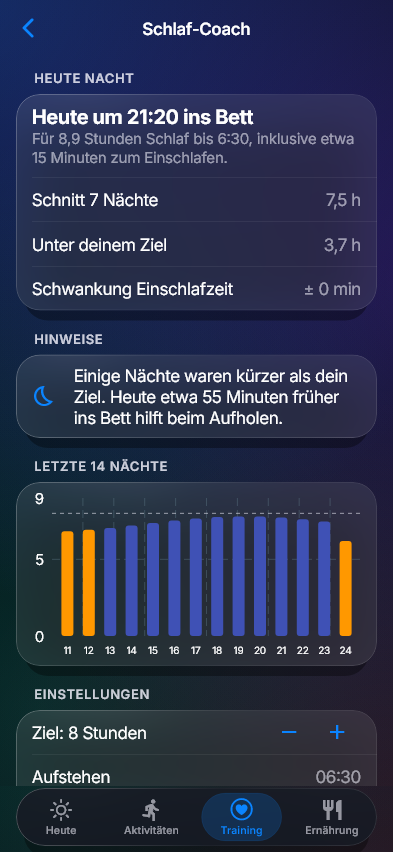 Schlaf-Coach
HEUTE NACHT
Heute um 21:20 ins Bett
Für 8,9 Stunden Schlaf bis 6:30, inklusive etwa
15 Minuten zum Einschlafen.
Schnitt 7 Nächte 7,5 h
Unter deinem Ziel 3,7 h
Schwankung Einschlafzeit ± 0 min
HINWEISE
Einige Nächte waren kürzer als dein
Ziel. Heute etwa 55 Minuten früher
ins Bett hilft beim Aufholen.
LETZTE 14 NÄCHTE
9
5
0
11 12 13 14 15 16 17 18 19 20 21 22 23 24
EINSTELLUNGEN
Ziel: 8 Stunden − +
Aufstehen 06:30
Heute Aktivitäten Training Ernährung